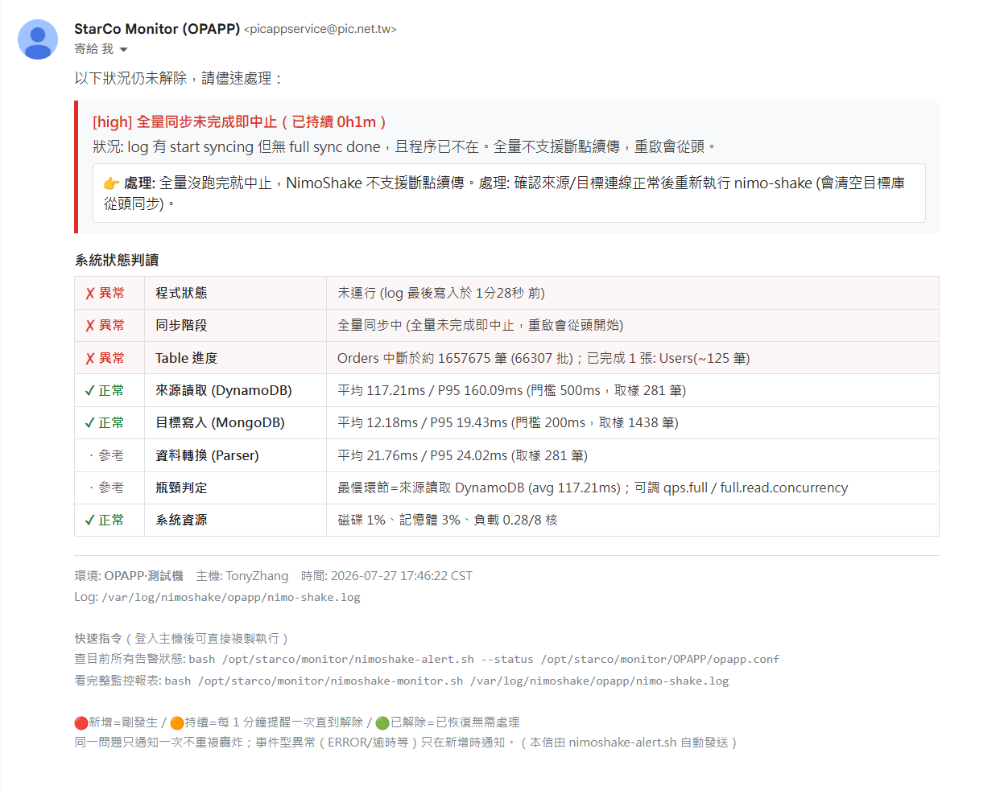 StarCo Monitor (OPAPP) <picappservice@pic.net.tw>
寄給 我
以下狀況仍未解除，請儘速處理：
[high] 全量同步未完成即中止（已持續 0h1m）
狀況: log 有 start syncing 但無 full sync done，且程序已不在。全量不支援斷點續傳，重啟會從頭。
👉 處理: 全量沒跑完就中止，NimoShake 不支援斷點續傳。處理: 確認來源/目標連線正常後重新執行 nimo-shake (會清空目標庫
從頭同步)。
系統狀態判讀
✗ 異常 程式狀態 未運行 (log 最後寫入於 1分28秒 前)
✗ 異常 同步階段 全量同步中 (全量未完成即中止，重啟會從頭開始)
✗ 異常 Table 進度 Orders 中斷於約 1657675 筆 (66307 批)；已完成 1 張: Users(~125 筆)
✓ 正常 來源讀取 (DynamoDB) 平均 117.21ms / P95 160.09ms (門檻 500ms，取樣 281 筆)
✓ 正常 目標寫入 (MongoDB) 平均 12.18ms / P95 19.43ms (門檻 200ms，取樣 1438 筆)
· 參考 資料轉換 (Parser) 平均 21.76ms / P95 24.02ms (取樣 281 筆)
· 參考 瓶頸判定 最慢環節=來源讀取 DynamoDB (avg 117.21ms)；可調 qps.full / full.read.concurrency
✓ 正常 系統資源 磁碟 1%、記憶體 3%、負載 0.28/8 核
環境: OPAPP·測試機 主機: TonyZhang 時間: 2026-07-27 17:46:22 CST
Log: /var/log/nimoshake/opapp/nimo-shake.log
快速指令（登入主機後可直接複製執行）
查目前所有告警狀態: bash /opt/starco/monitor/nimoshake-alert.sh --status /opt/starco/monitor/OPAPP/opapp.conf
看完整監控報表: bash /opt/starco/monitor/nimoshake-monitor.sh /var/log/nimoshake/opapp/nimo-shake.log
🔴新增=剛發生 / 🟠持續=每 1 分鐘提醒一次直到解除 / 🟢已解除=已恢復無需處理
同一問題只通知一次不重複轟炸；事件型異常（ERROR/逾時等）只在新增時通知。（本信由 nimoshake-alert.sh 自動發送）